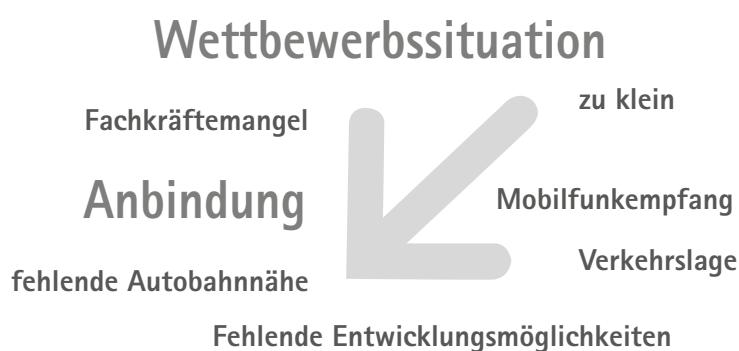 Wettbewerbssituation
zu klein
Fachkräftemangel
Anbindung
Mobilfunkempfang
Verkehrslage
fehlende Autobahnnähe
Fehlende Entwicklungsmöglichkeiten